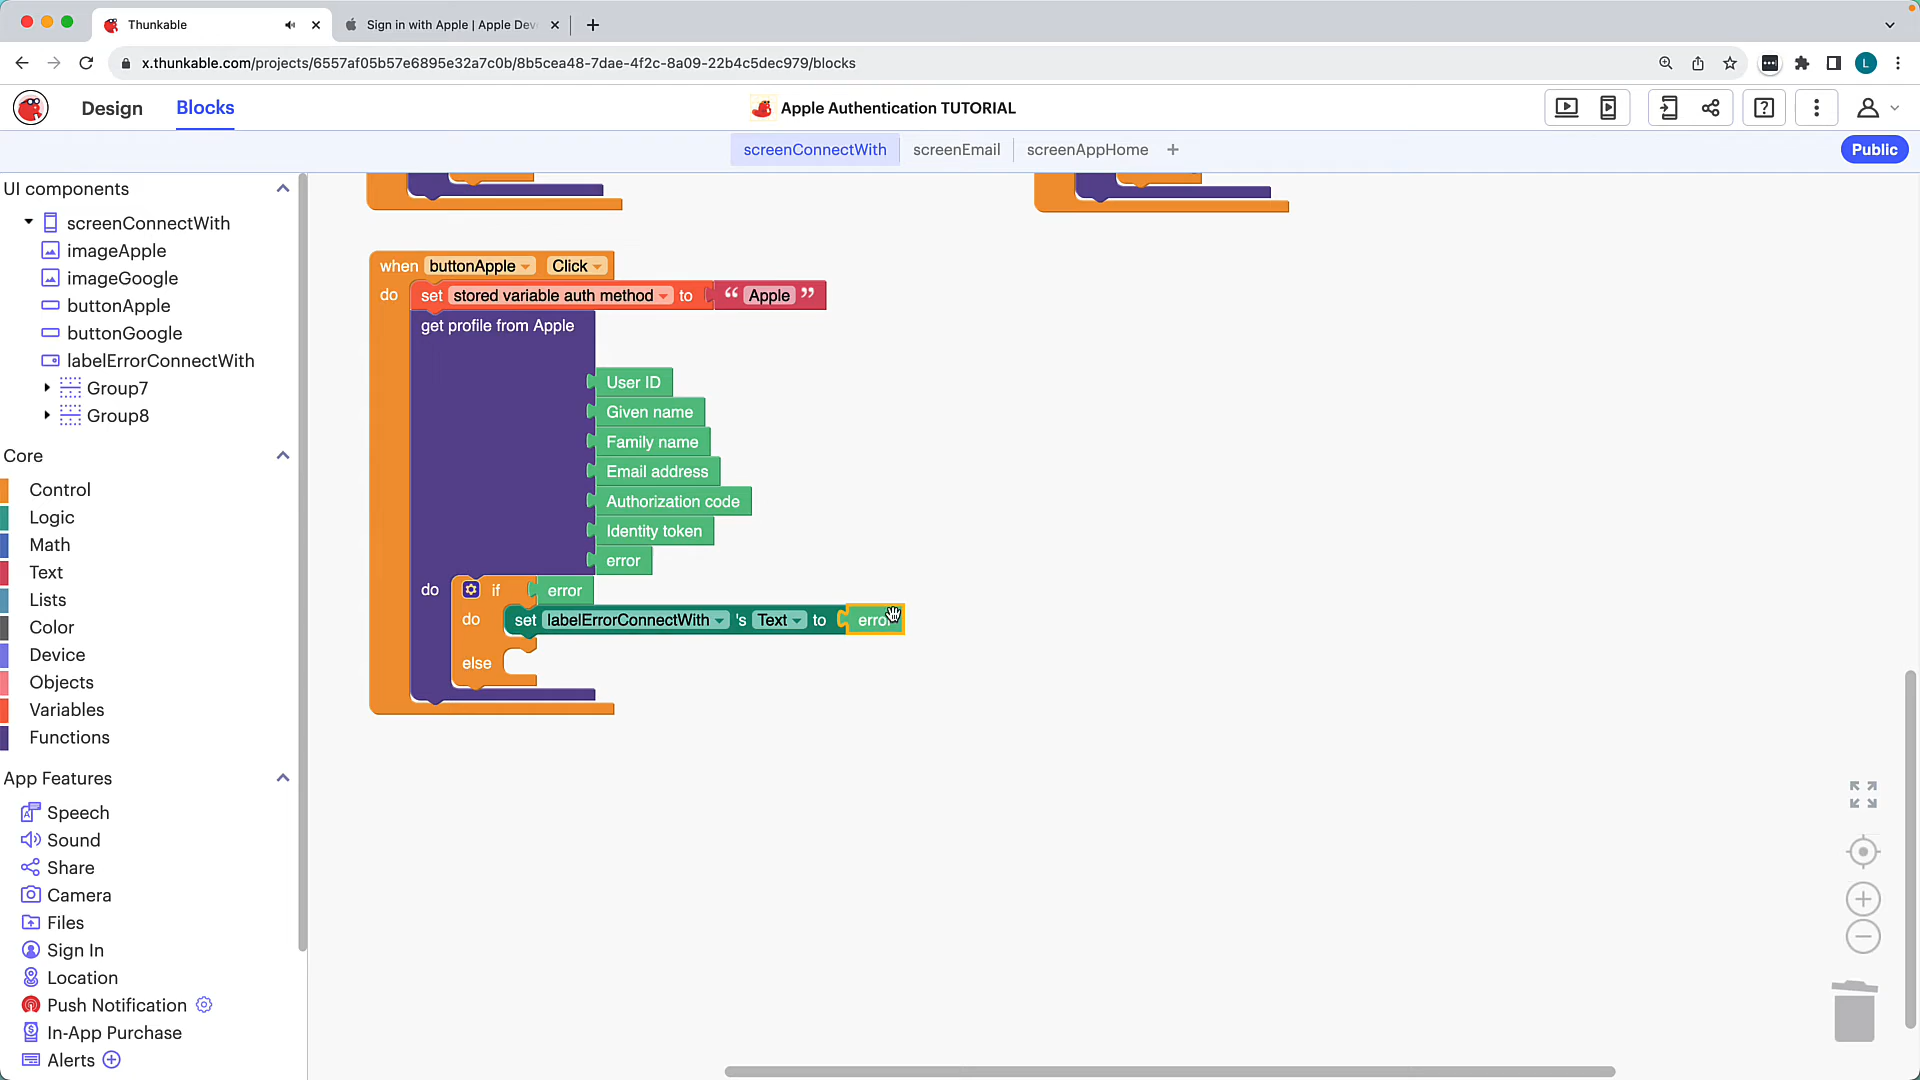 Thunkable
Sign in with Apple | Apple Dev
x.thunkable.com/projects/6557af05b57e6895e32a7c0b/8b5cea48-7dae-4f2c-8a09-22b4c5dec979/blocks
L
Design
Blocks
Apple Authentication TUTORIAL
screenConnectWith
screenEmail
screenAppHome
Public
UI components
screenConnectWith
imageApple
imageGoogle
buttonApple
buttonGoogle
labelErrorConnectWith
Group7
Group8
Core
Control
Logic
Math
Text
Lists
Color
Device
Objects
Variables
Functions
App Features
Speech
Sound
Share
Camera
Files
Sign In
Location
Push Notification
In-App Purchase
Alerts
when buttonApple Click
do set stored variable auth method to “ Apple ”
get profile from Apple
User ID
Given name
Family name
Email address
Authorization code
Identity token
error
do if error
do set labelErrorConnectWith 's Text to error
else